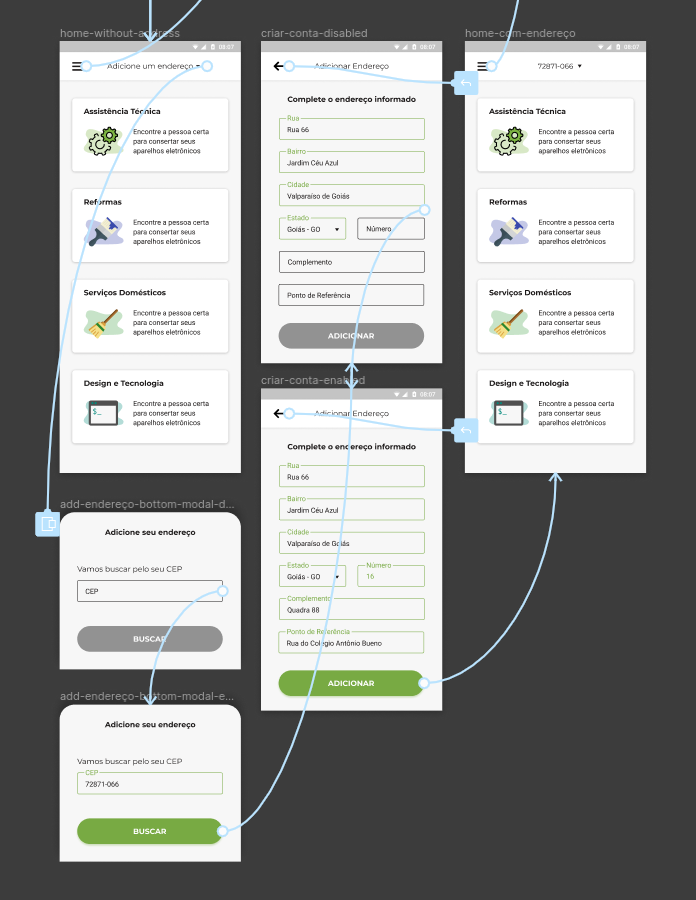 home-without-address
08:07
Adicione um endereço
Assistência Técnica
Encontre a pessoa certa
para consertar seus
aparelhos eletrônicos
Reformas
Encontre a pessoa certa
para consertar seus
aparelhos eletrônicos
Serviços Domésticos
Encontre a pessoa certa
para consertar seus
aparelhos eletrônicos
Design e Tecnologia
$_
Encontre a pessoa certa
para consertar seus
aparelhos eletrônicos
add-endereço-bottom-modal-d...
Adicione seu endereço
Vamos buscar pelo seu CEP
CEP
BUSCAR
add-endereço-bottom-modal-e...
Adicione seu endereço
Vamos buscar pelo seu CEP
CEP
72871-066
BUSCAR
criar-conta-disabled
08:07
Adicionar Endereço
Complete o endereço informado
Rua
Rua 66
Bairro
Jardim Céu Azul
Cidade
Valparaíso de Goiás
Estado
Goiás - GO
Número
Complemento
Ponto de Referência
ADICIONAR
criar-conta-enabled
08:07
Adicionar Endereço
Complete o endereço informado
Rua
Rua 66
Bairro
Jardim Céu Azul
Cidade
Valparaíso de Goiás
Estado
Goiás - GO
Número
16
Complemento
Quadra 88
Ponto de Referência
Rua do Colégio Antônio Bueno
ADICIONAR
home-com-endereço
08:07
72871-066
Assistência Técnica
Encontre a pessoa certa
para consertar seus
aparelhos eletrônicos
Reformas
Encontre a pessoa certa
para consertar seus
aparelhos eletrônicos
Serviços Domésticos
Encontre a pessoa certa
para consertar seus
aparelhos eletrônicos
Design e Tecnologia
$_
Encontre a pessoa certa
para consertar seus
aparelhos eletrônicos